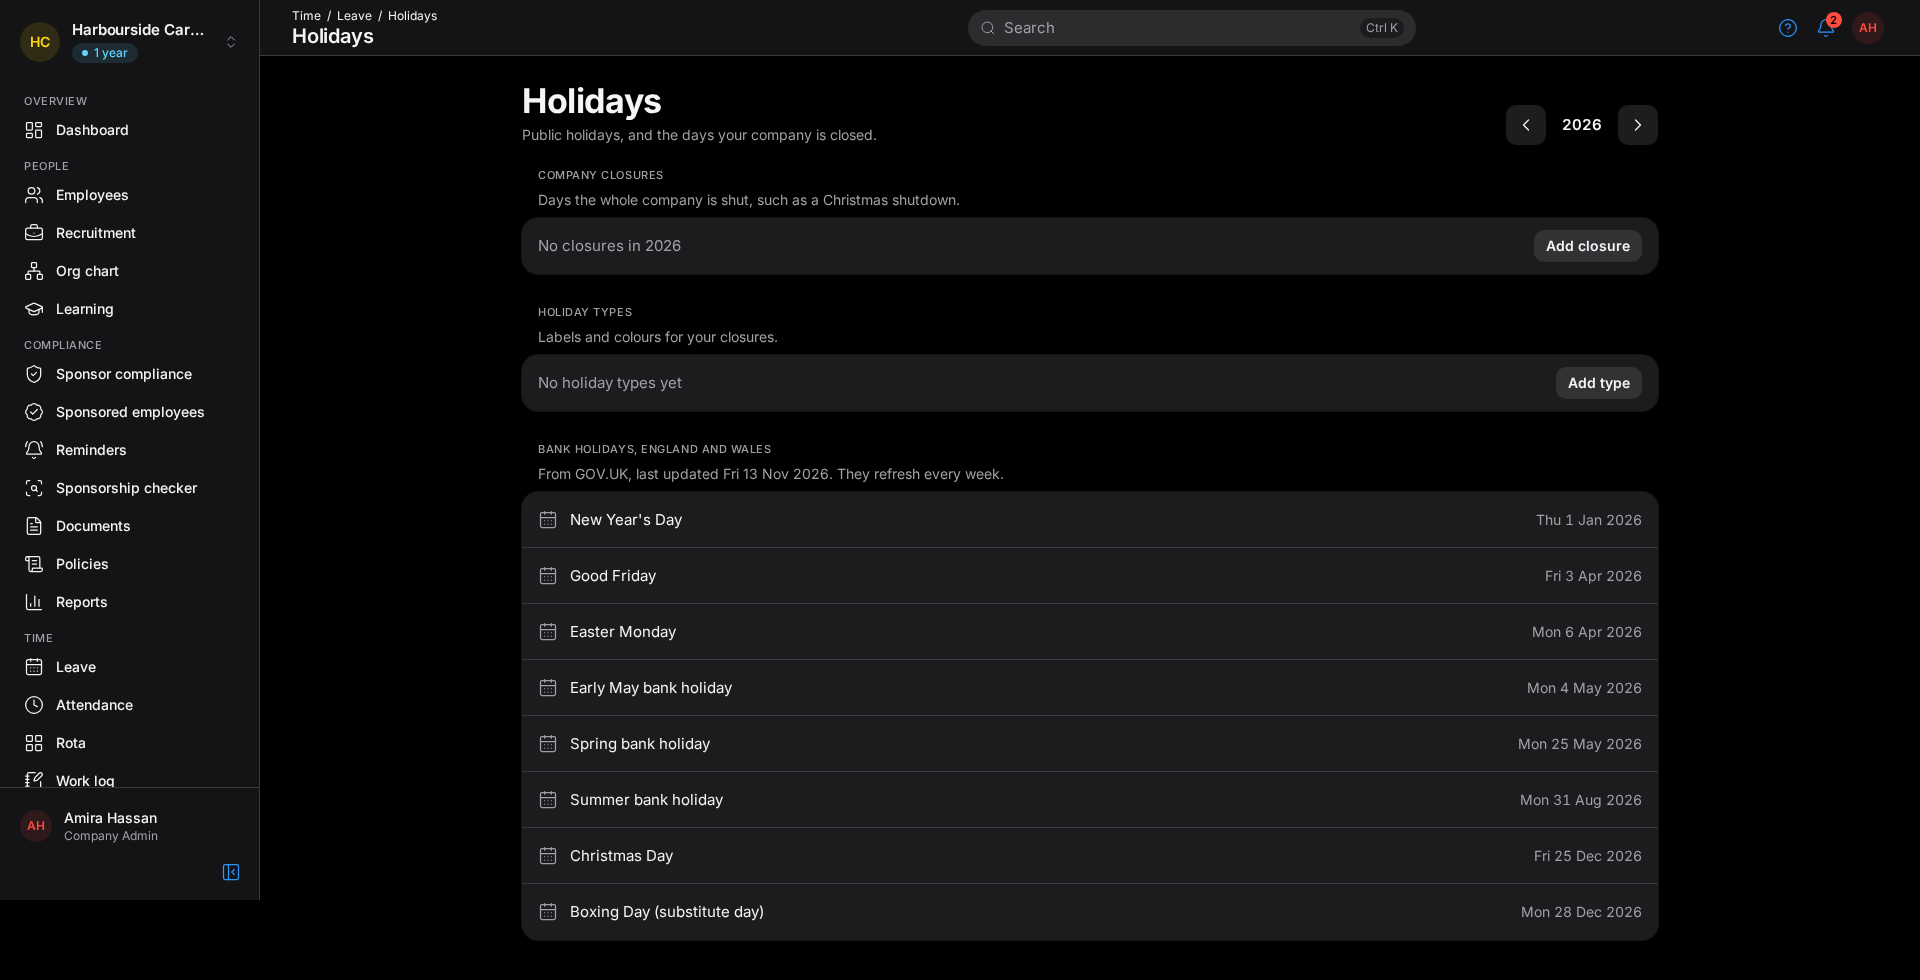 HC
Harbourside Car...
1 year
OVERVIEW
Dashboard
PEOPLE
Employees
Recruitment
Org chart
Learning
COMPLIANCE
Sponsor compliance
Sponsored employees
Reminders
Sponsorship checker
Documents
Policies
Reports
TIME
Leave
Attendance
Rota
Work log
AH
Amira Hassan
Company Admin
Time / Leave / Holidays
Holidays
Search
Ctrl K
2
AH
Holidays
Public holidays, and the days your company is closed.
2026
COMPANY CLOSURES
Days the whole company is shut, such as a Christmas shutdown.
No closures in 2026
Add closure
HOLIDAY TYPES
Labels and colours for your closures.
No holiday types yet
Add type
BANK HOLIDAYS, ENGLAND AND WALES
From GOV.UK, last updated Fri 13 Nov 2026. They refresh every week.
New Year's Day Thu 1 Jan 2026
Good Friday Fri 3 Apr 2026
Easter Monday Mon 6 Apr 2026
Early May bank holiday Mon 4 May 2026
Spring bank holiday Mon 25 May 2026
Summer bank holiday Mon 31 Aug 2026
Christmas Day Fri 25 Dec 2026
Boxing Day (substitute day) Mon 28 Dec 2026